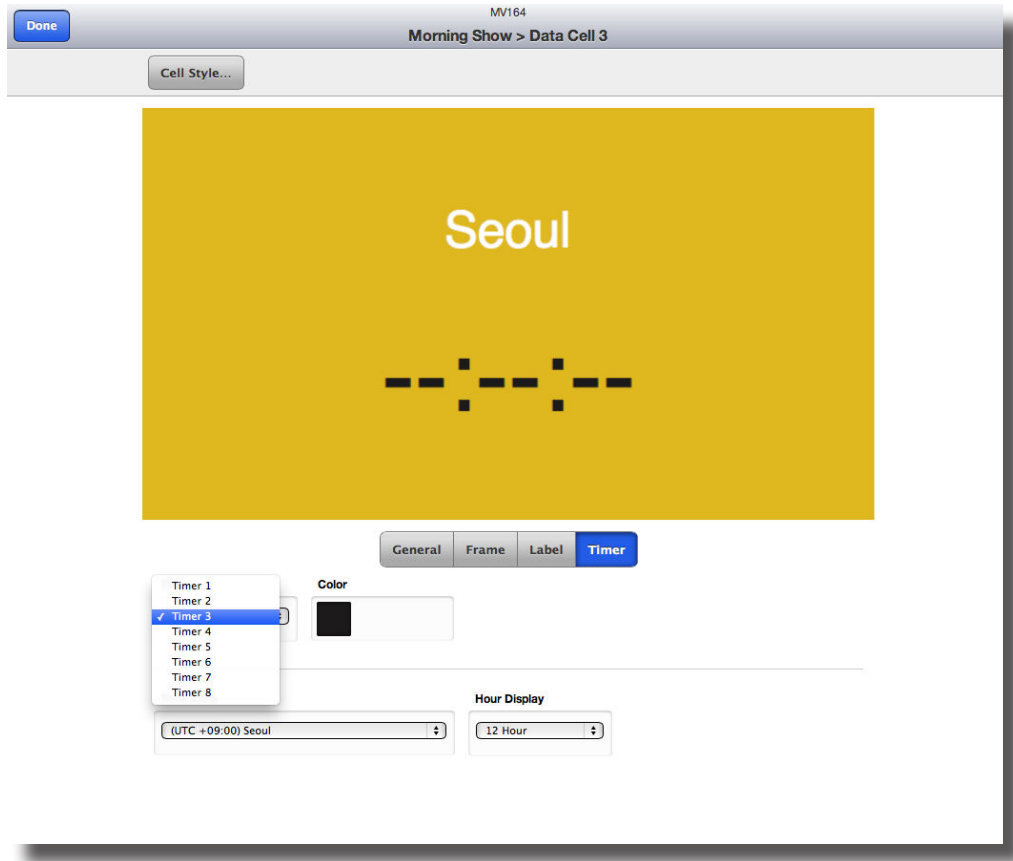 MV164
Done
Morning Show > Data Cell 3
Cell Style...
Seoul
--:--:--
General Frame Label Timer
Timer 1
Timer 2
✓ Timer 3
Timer 4
Timer 5
Timer 6
Timer 7
Timer 8
Color
Hour Display
(UTC +09:00) Seoul
12 Hour